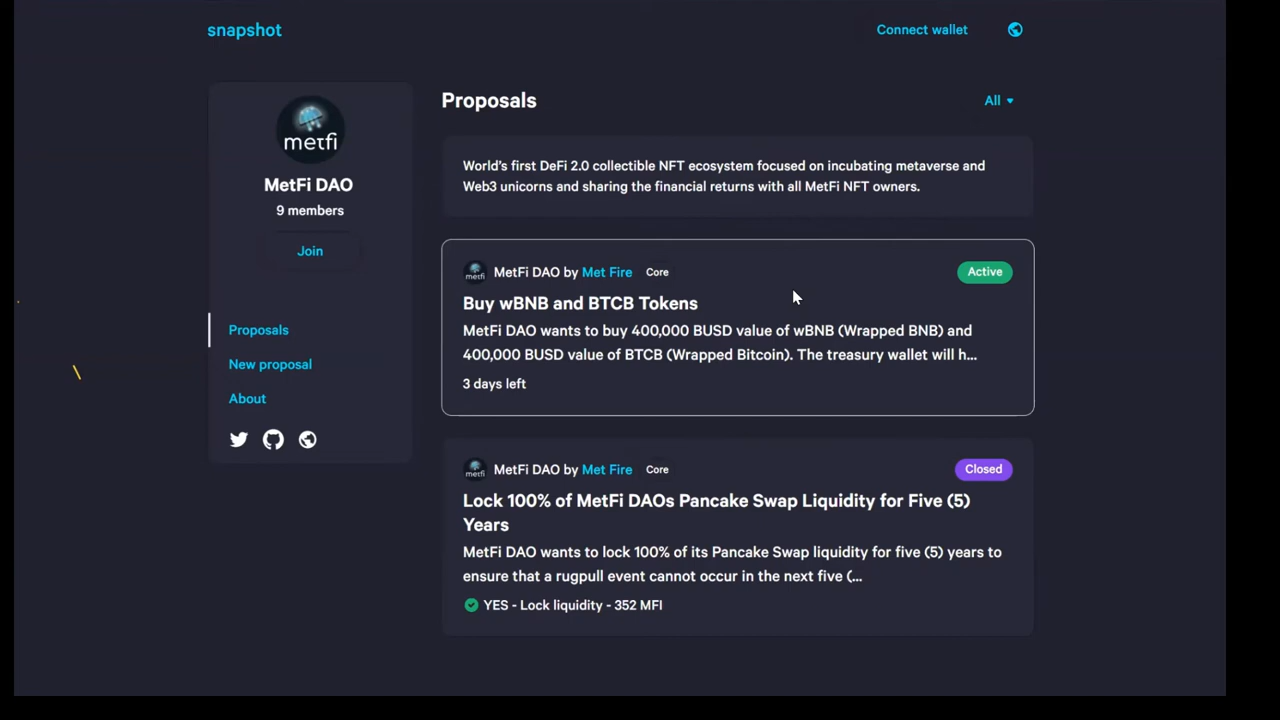 snapshot
Connect wallet
metfi
MetFi DAO
9 members
Join
Proposals
New proposal
About
Proposals
All
World's first DeFi 2.0 collectible NFT ecosystem focused on incubating metaverse and
Web3 unicorns and sharing the financial returns with all MetFi NFT owners.
metfi
MetFi DAO by Met Fire Core
Active
Buy wBNB and BTCB Tokens
MetFi DAO wants to buy 400,000 BUSD value of wBNB (Wrapped BNB) and
400,000 BUSD value of BTCB (Wrapped Bitcoin). The treasury wallet will h...
3 days left
metfi
MetFi DAO by Met Fire Core
Closed
Lock 100% of MetFi DAOs Pancake Swap Liquidity for Five (5)
Years
MetFi DAO wants to lock 100% of its Pancake Swap liquidity for five (5) years to
ensure that a rugpull event cannot occur in the next five (...
YES - Lock liquidity - 352 MFI